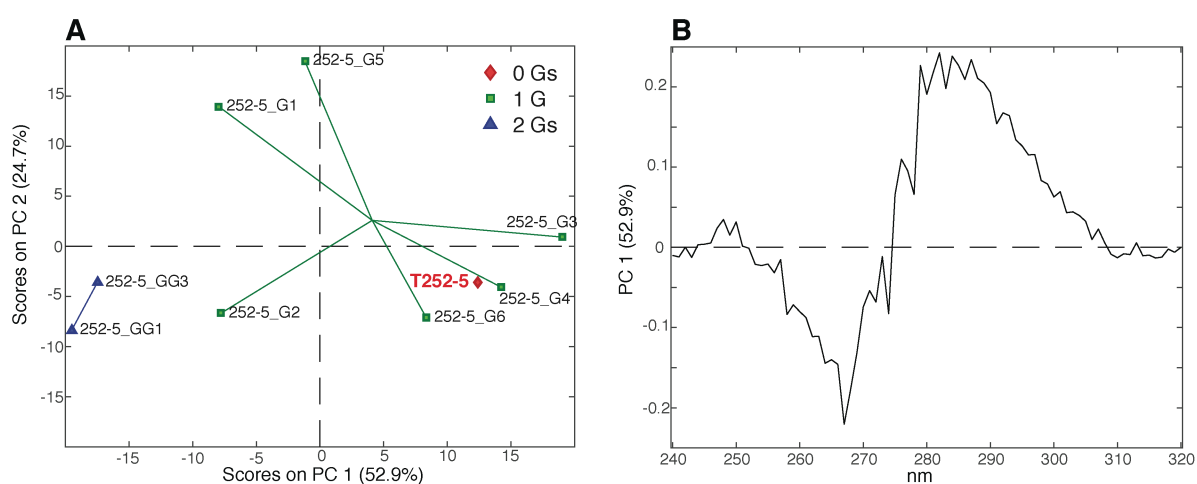 A
252-5_G5
252-5_G1
0 Gs
1 G
2 Gs
252-5_G3
252-5_GG3
T252-5
252-5_G4
252-5_G2
252-5_G6
252-5_GG1
15
10
5
0
-5
-10
-15
Scores on PC 2 (24.7%)
-15
-10
-5
0
5
10
15
Scores on PC 1 (52.9%)
B
0.2
0.1
0
-0.1
-0.2
PC 1 (52.9%)
240
250
260
270
280
290
300
310
320
nm